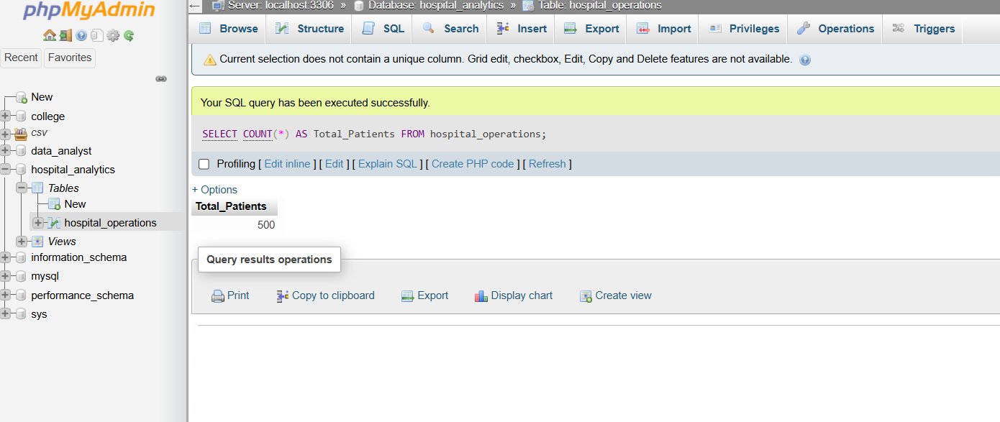 phpMyAdmin
Recent Favorites
New
college
csv
data_analyst
hospital_analytics
Tables
New
hospital_operations
Views
information_schema
mysql
performance_schema
sys
← Server: localhost:3306 » Database: hospital_analytics » Table: hospital_operations
Browse Structure SQL Search Insert Export Import Privileges Operations Triggers
Current selection does not contain a unique column. Grid edit, checkbox, Edit, Copy and Delete features are not available.
Your SQL query has been executed successfully.
SELECT COUNT(*) AS Total_Patients FROM hospital_operations;
Profiling [ Edit inline ] [ Edit ] [ Explain SQL ] [ Create PHP code ] [ Refresh ]
+ Options
Total_Patients
500
Query results operations
Print Copy to clipboard Export Display chart Create view